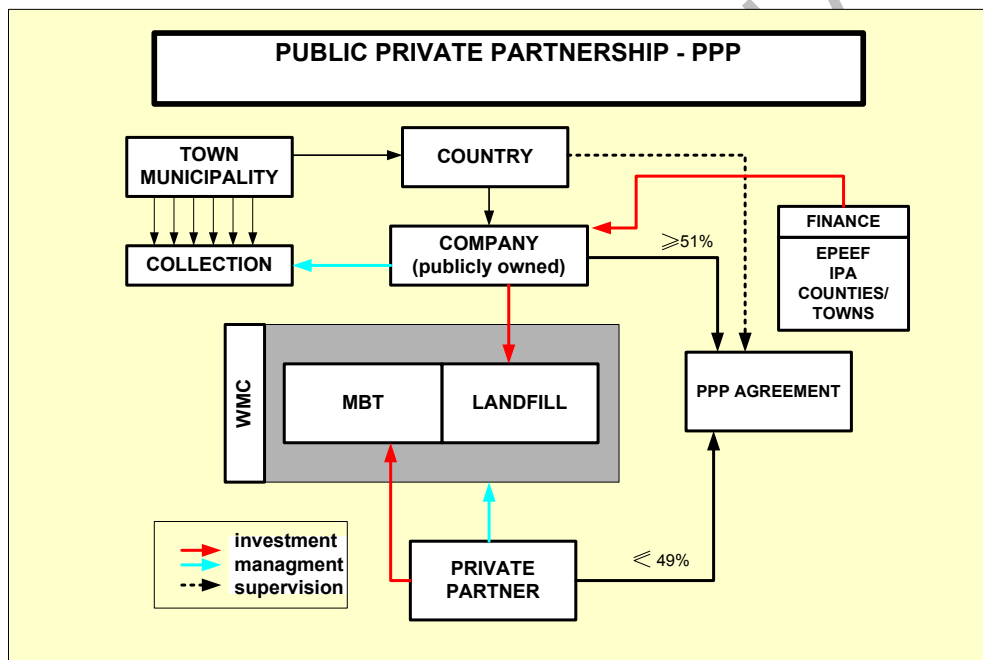 PUBLIC PRIVATE PARTNERSHIP - PPP
TOWN
MUNICIPALITY
COUNTRY
FINANCE
EPEEF
IPA
COUNTIES/
TOWNS
COLLECTION
COMPANY
(publicly owned)
≥51%
WMC
MBT
LANDFILL
PPP AGREEMENT
investment
managment
supervision
PRIVATE
PARTNER
≤ 49%